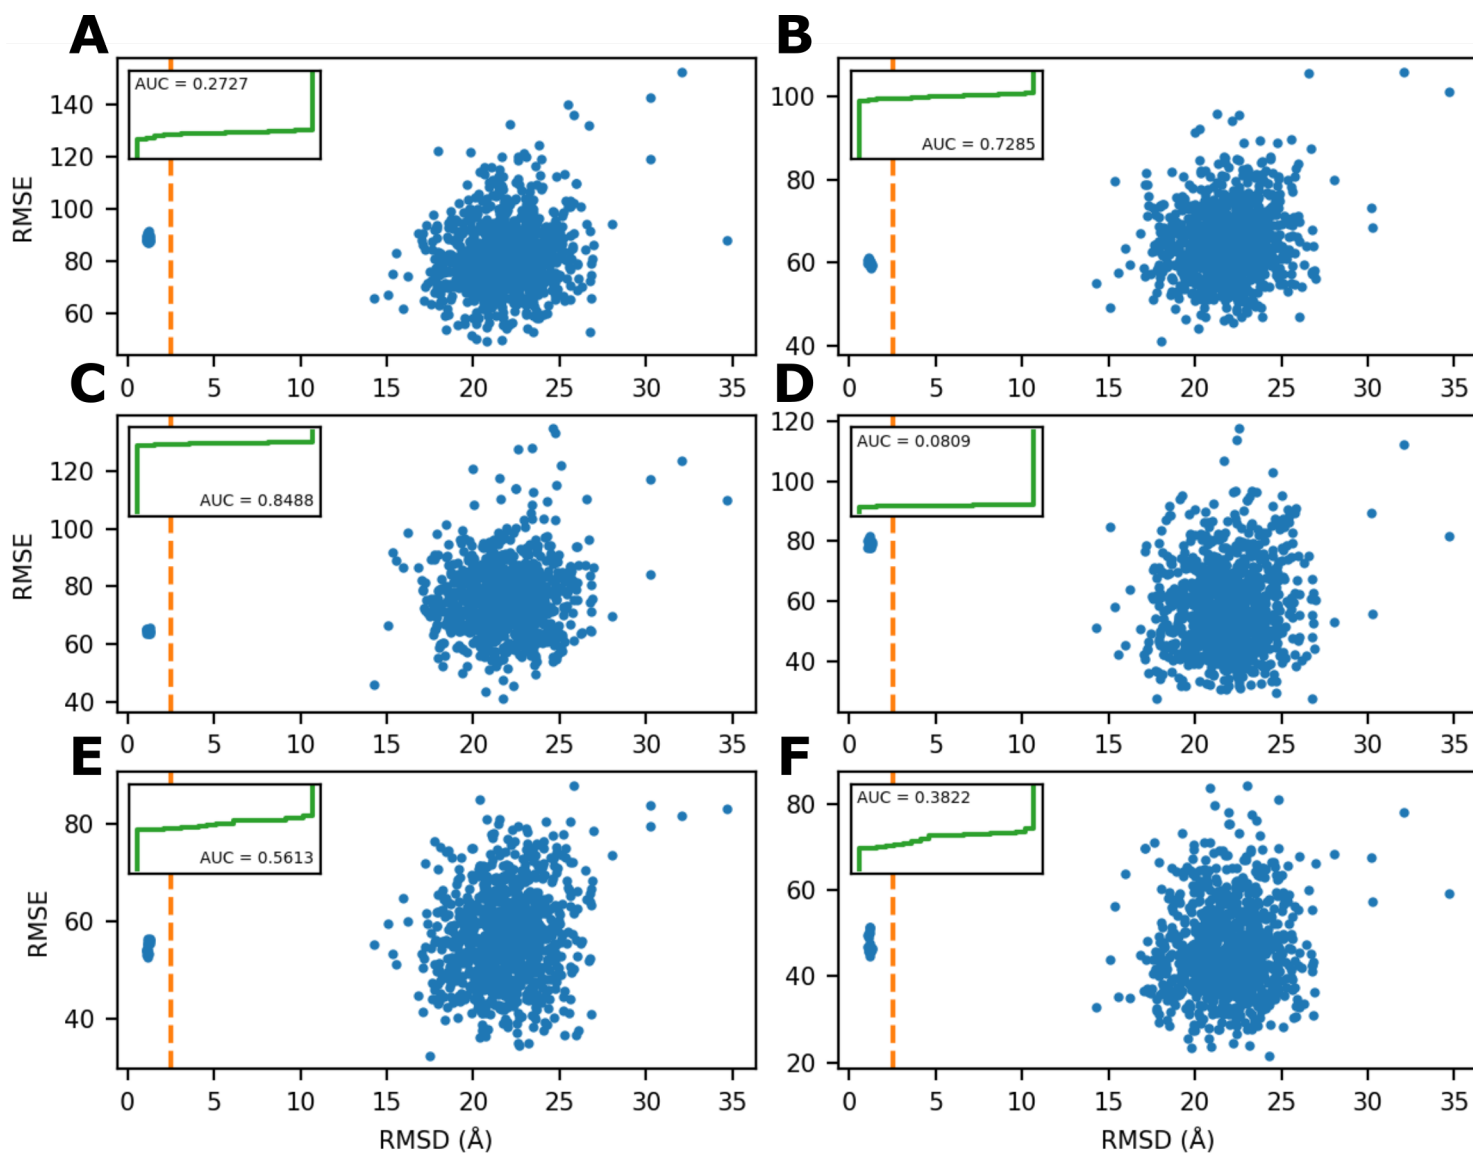 A
B
AUC = 0.2727
AUC = 0.7285
RMSE
140
120
100
80
60
100
80
60
40
0 5 10 15 20 25 30 35
0 5 10 15 20 25 30 35
C
D
AUC = 0.8488
AUC = 0.0809
RMSE
120
100
80
60
40
120
100
80
60
40
0 5 10 15 20 25 30 35
0 5 10 15 20 25 30 35
E
F
AUC = 0.5613
AUC = 0.3822
RMSE
80
60
40
80
60
40
20
0 5 10 15 20 25 30 35
0 5 10 15 20 25 30 35
RMSD (Å)
RMSD (Å)